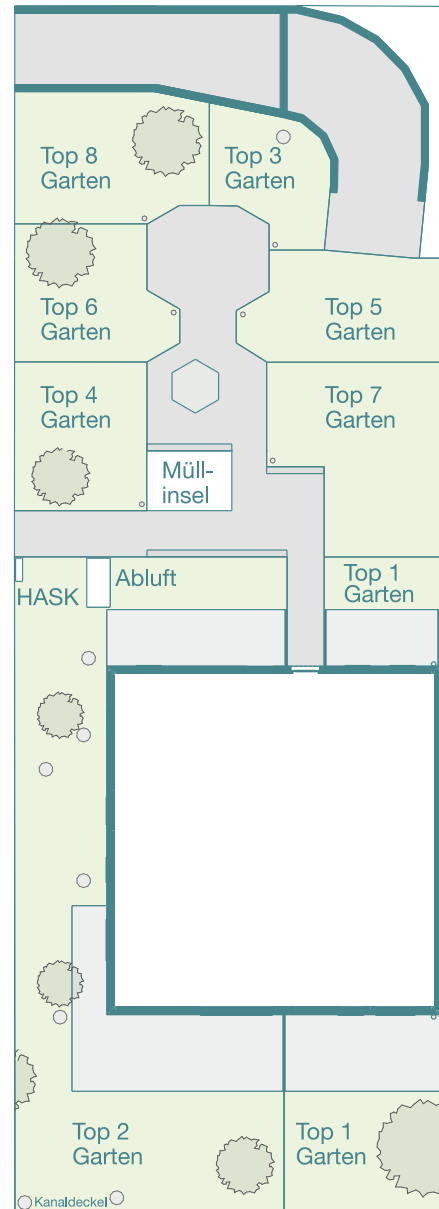 Top 8
Garten
Top 3
Garten
Top 6
Garten
Top 5
Garten
Top 4
Garten
Top 7
Garten
Müll-
insel
HASK
Abluft
Top 1
Garten
Top 2
Garten
Top 1
Garten
Kanaldeckel